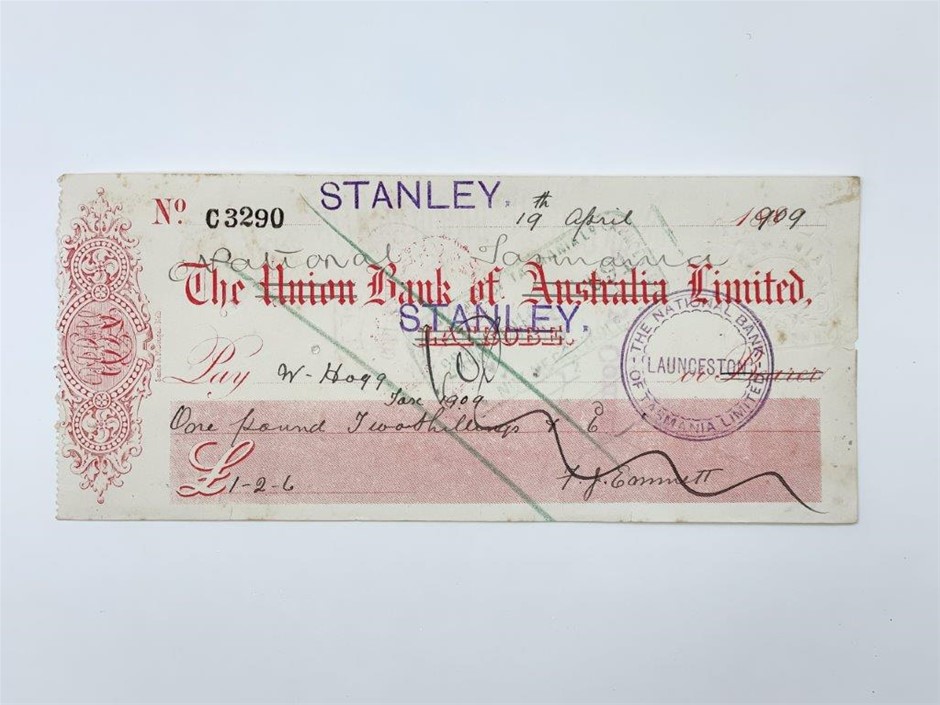 STANLEY.
Nº C3290 19th April 1909
National Tasmania
The Union Bank of Australia Limited,
STANLEY.
LATROBE.
Pay W. Hogg or Bearer
THE NATIONAL BANK OF TASMANIA LIMITED
LAUNCESTON
1909
One pound Two shillings & 6
£1-2-6